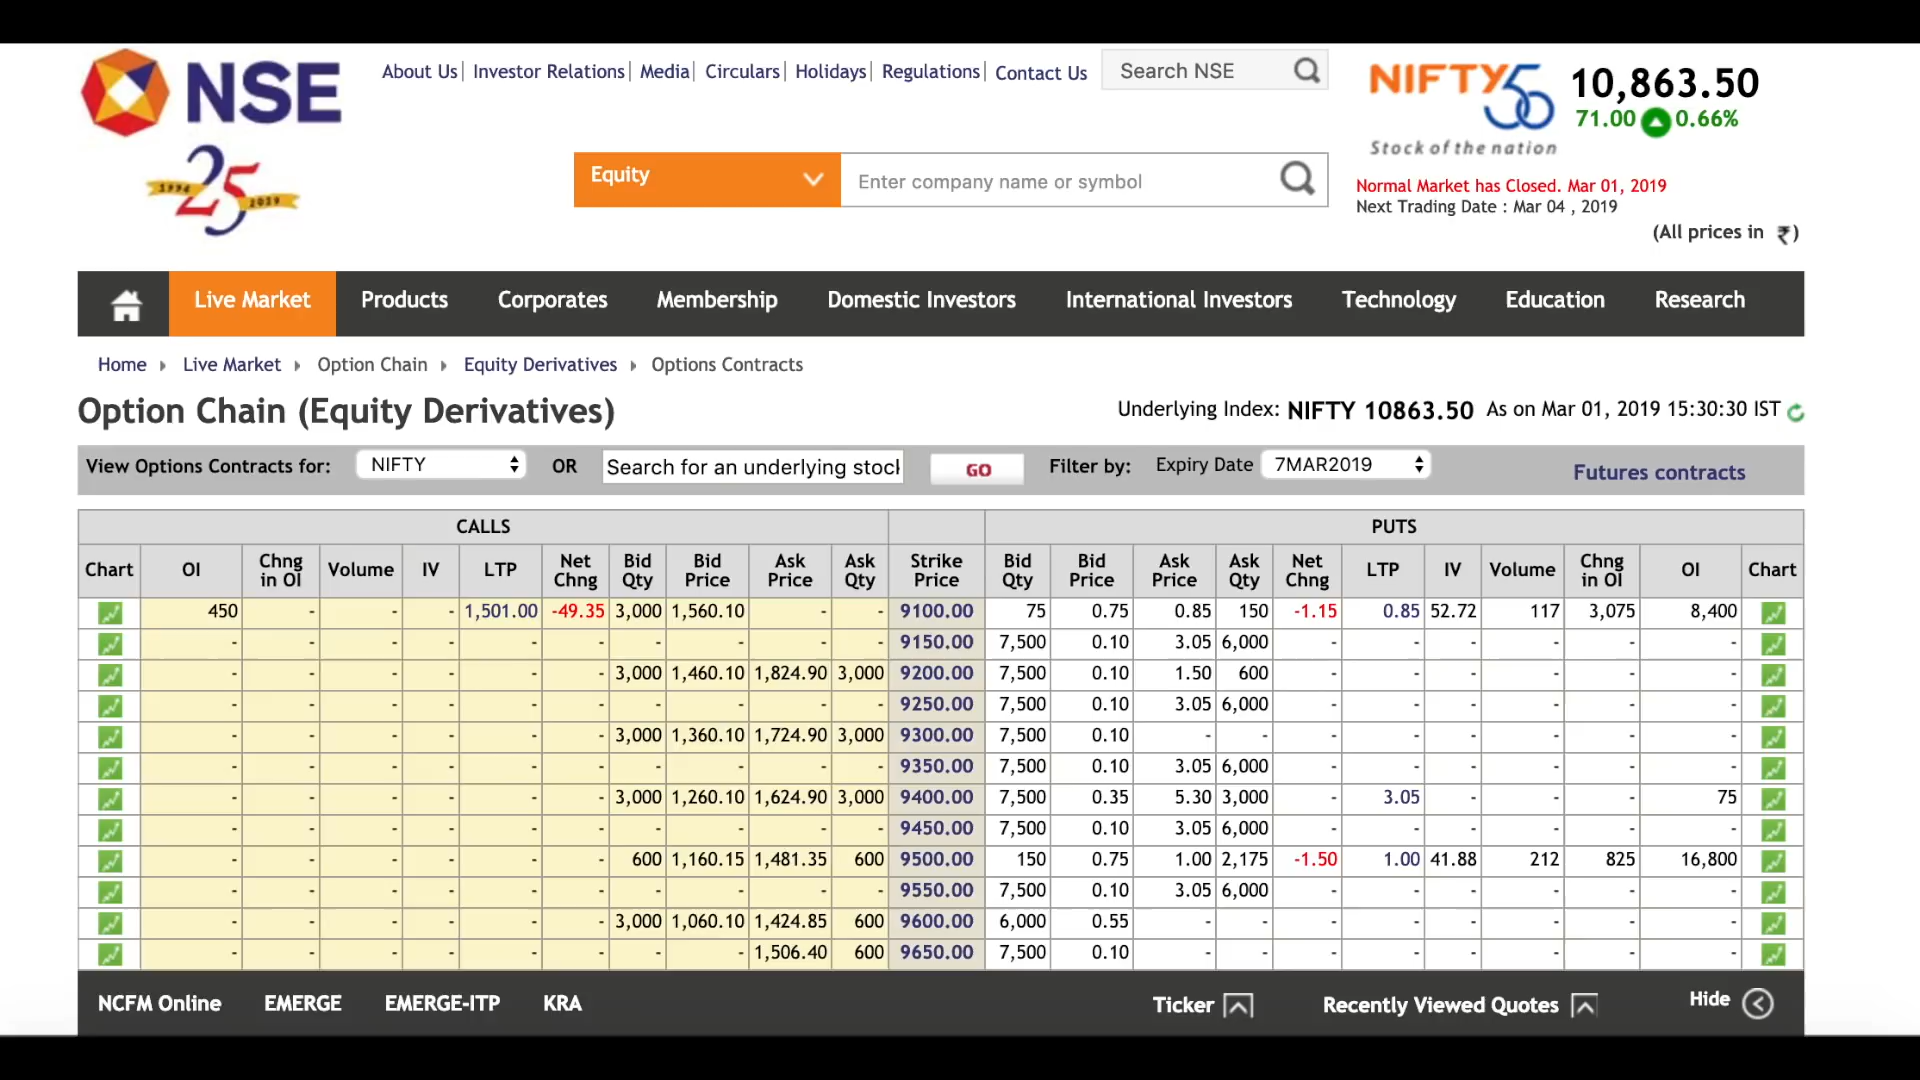 NSE
1994 25 2019
About Us| Investor Relations| Media| Circulars| Holidays| Regulations| Contact Us
Search NSE
NIFTY50
Stock of the nation
10,863.50
71.00 0.66%
Normal Market has Closed. Mar 01, 2019
Next Trading Date : Mar 04 , 2019
(All prices in ₹)
Equity
Enter company name or symbol
Live Market Products Corporates Membership Domestic Investors International Investors Technology Education Research
Home Live Market Option Chain Equity Derivatives Options Contracts
Option Chain (Equity Derivatives)
Underlying Index: NIFTY 10863.50 As on Mar 01, 2019 15:30:30 IST
View Options Contracts for: NIFTY OR Search for an underlying stock GO Filter by: Expiry Date 7MAR2019 Futures contracts
CALLS PUTS
Chart OI Chng in OI Volume IV LTP Net Chng Bid Qty Bid Price Ask Price Ask Qty Strike Price Bid Qty Bid Price Ask Price Ask Qty Net Chng LTP IV Volume Chng in OI OI Chart
450 - - - 1,501.00 -49.35 3,000 1,560.10 - - 9100.00 75 0.75 0.85 150 -1.15 0.85 52.72 117 3,075 8,400
- - - - - - - - - - 9150.00 7,500 0.10 3.05 6,000 - - - - - -
- - - - - - 3,000 1,460.10 1,824.90 3,000 9200.00 7,500 0.10 1.50 600 - - - - - -
- - - - - - - - - - 9250.00 7,500 0.10 3.05 6,000 - - - - - -
- - - - - - 3,000 1,360.10 1,724.90 3,000 9300.00 7,500 0.10 - - - - - - - -
- - - - - - - - - - 9350.00 7,500 0.10 3.05 6,000 - - - - - -
- - - - - - 3,000 1,260.10 1,624.90 3,000 9400.00 7,500 0.35 5.30 3,000 - 3.05 - - - 75
- - - - - - - - - - 9450.00 7,500 0.10 3.05 6,000 - - - - - -
- - - - - - 600 1,160.15 1,481.35 600 9500.00 150 0.75 1.00 2,175 -1.50 1.00 41.88 212 825 16,800
- - - - - - - - - - 9550.00 7,500 0.10 3.05 6,000 - - - - - -
- - - - - - 3,000 1,060.10 1,424.85 600 9600.00 6,000 0.55 - - - - - - - -
- - - - - - - - 1,506.40 600 9650.00 7,500 0.10 - - - - - - - -
NCFM Online EMERGE EMERGE-ITP KRA Ticker Recently Viewed Quotes Hide